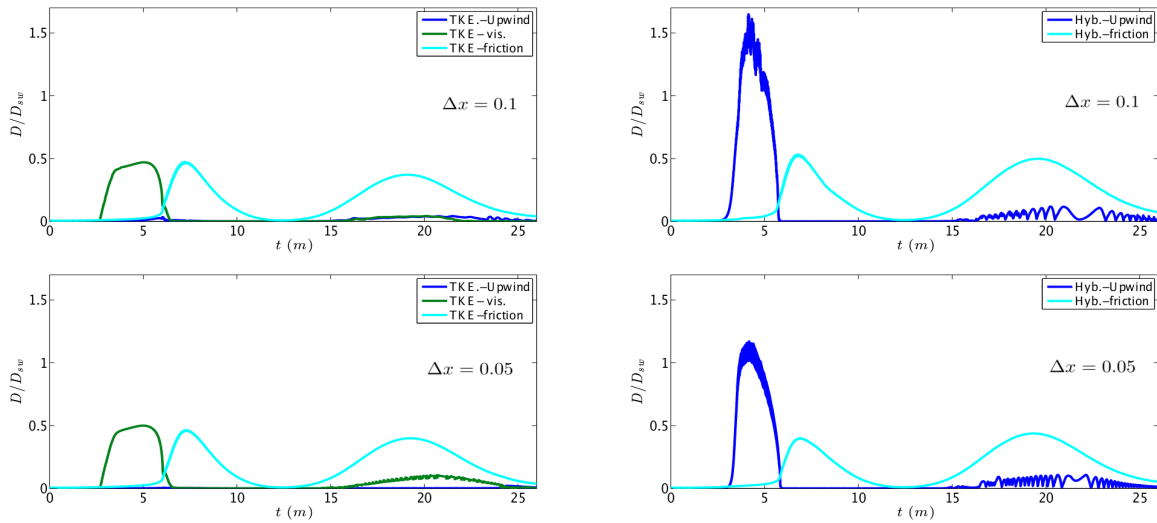 1.5
1
0.5
0
D/D_sw
TKE.–Upwind
TKE– vis.
TKE–friction
Δx = 0.1
0 5 10 15 20 25
t (m)
1.5
1
0.5
0
D/D_sw
Hyb.–Upwind
Hyb.–friction
Δx = 0.1
0 5 10 15 20 25
t (m)
1.5
1
0.5
0
D/D_sw
TKE.–Upwind
TKE– vis.
TKE–friction
Δx = 0.05
0 5 10 15 20 25
t (m)
1.5
1
0.5
0
D/D_sw
Hyb.–Upwind
Hyb.–friction
Δx = 0.05
0 5 10 15 20 25
t (m)